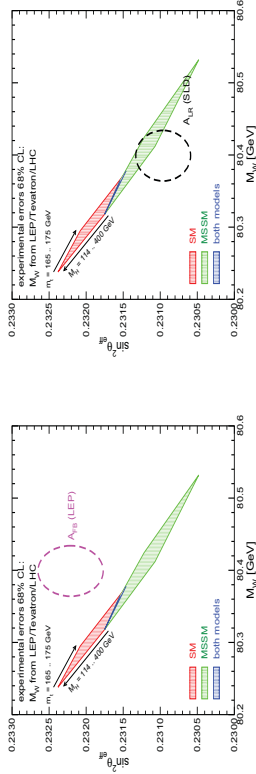 0.2330
0.2325
0.2320
0.2315
0.2310
0.2305
0.2300
sin²θeff
experimental errors 68% CL:
M_W from LEP/Tevatron/LHC
m_t = 165 .. 175 GeV
M_H = 114 .. 400 GeV
A_FB (LEP)
SM
MSSM
both models
80.2 80.3 80.4 80.5 80.6
M_W [GeV]
0.2330
0.2325
0.2320
0.2315
0.2310
0.2305
0.2300
sin²θeff
experimental errors 68% CL:
M_W from LEP/Tevatron/LHC
m_t = 165 .. 175 GeV
M_H = 114 .. 400 GeV
A_LR (SLD)
SM
MSSM
both models
80.2 80.3 80.4 80.5 80.6
M_W [GeV]